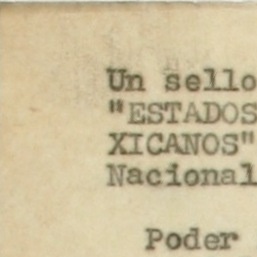 Un sello
"ESTADOS
XICANOS"
Nacional
Poder